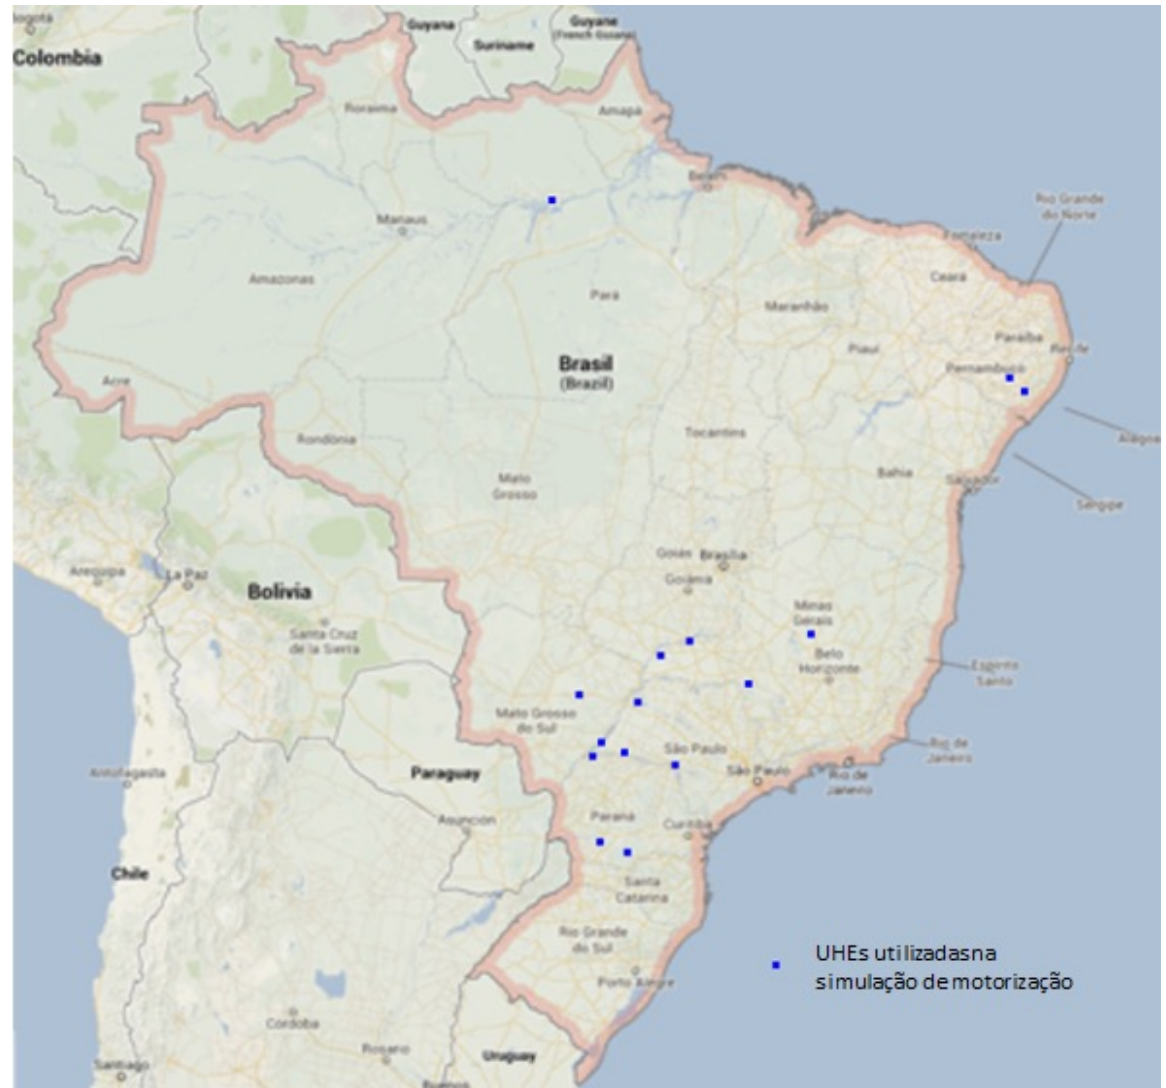 Bogotá
Colombia
Guyana
Suriname
Guyane
(French Guiana)
Roraima
Amapá
Belém
Manaus
Amazonas
Pará
Maranhão
Fortaleza
Rio Grande
do Norte
Ceará
Paraíba
Piauí
Pernambuco
Recife
Brasil
(Brazil)
Acre
Rondônia
Tocantins
Alagoa
Mato
Grosso
Bahia
Salvador
Sergipe
Goiás
Brasília
Goiânia
Arequipa
La Paz
Bolivia
Santa Cruz
de la Sierra
Minas
Gerais
Belo
Horizonte
Espírito
Santo
Mato Grosso
do Sul
São Paulo
São Paulo
Rio de
Janeiro
Rio de
Janeiro
Antofagasta
Paraguay
Asunción
Paraná
Curitiba
Chile
Santa
Catarina
Rio Grande
do Sul
Porto Alegre
UHEs utilizadasna
simulação de motorização
Córdoba
Rosario
Santiago
Uruguay
Buenos